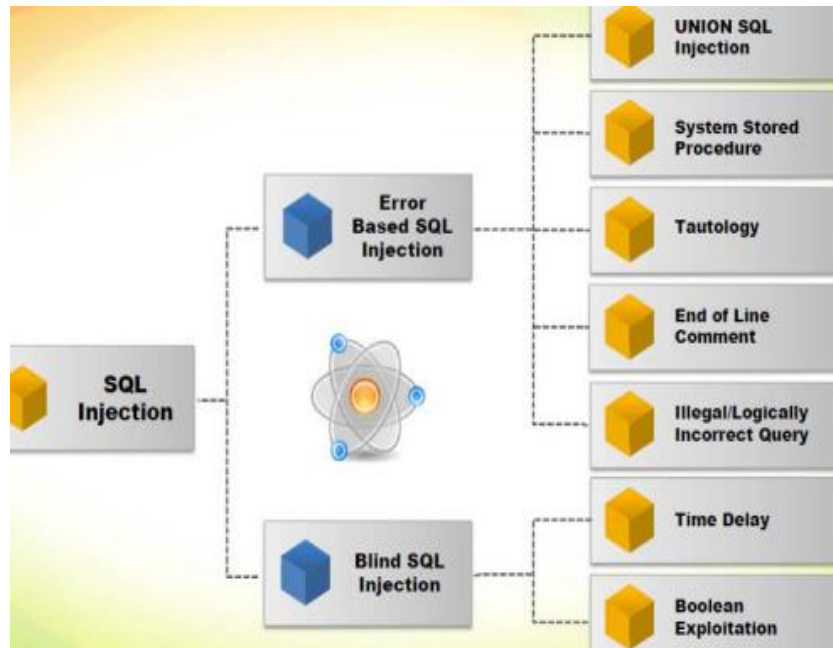 SQL
Injection
Error
Based SQL
Injection
Blind SQL
Injection
UNION SQL
Injection
System Stored
Procedure
Tautology
End of Line
Comment
Illegal/Logically
Incorrect Query
Time Delay
Boolean
Exploitation